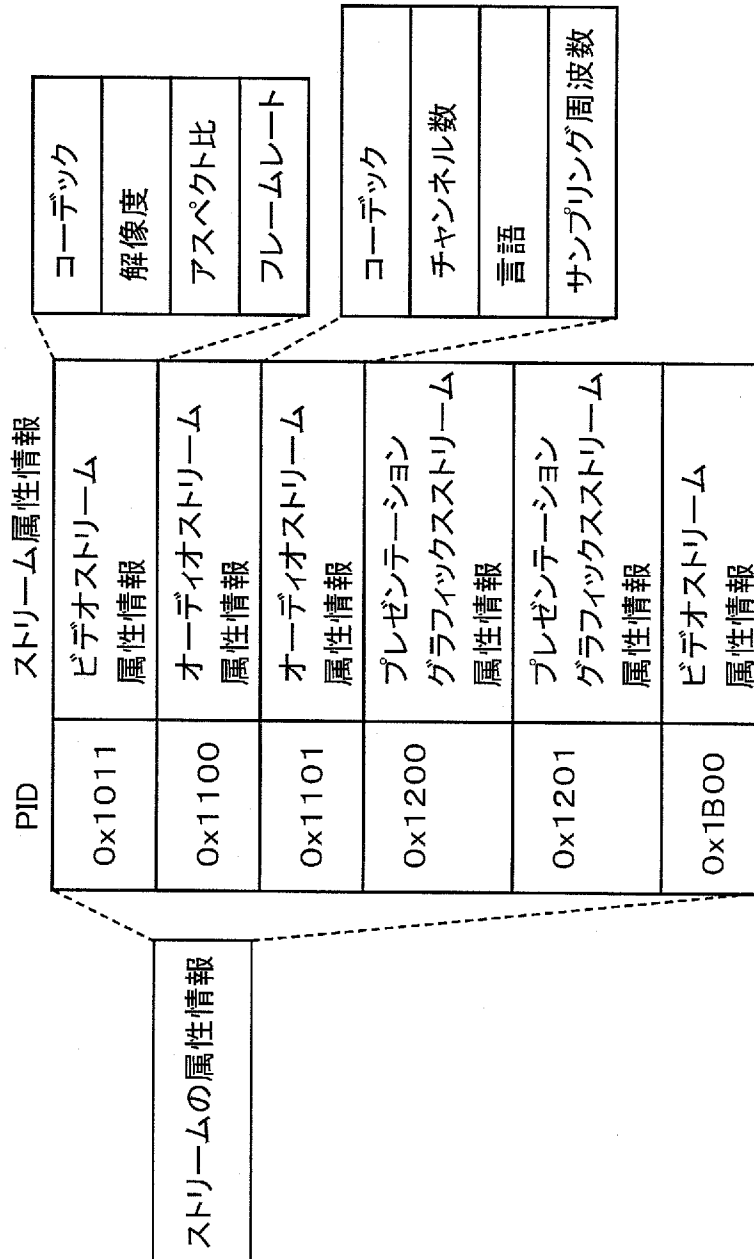 ストリームの属性情報
PID
ストリーム属性情報
0x1011
ビデオストリーム
属性情報
0x1100
オーディオストリーム
属性情報
0x1101
オーディオストリーム
属性情報
0x1200
プレゼンテーション
グラフィックスストリーム
属性情報
0x1201
プレゼンテーション
グラフィックスストリーム
属性情報
0x1B00
ビデオストリーム
属性情報
コーデック
解像度
アスペクト比
フレームレート
コーデック
チャンネル数
言語
サンプリング周波数